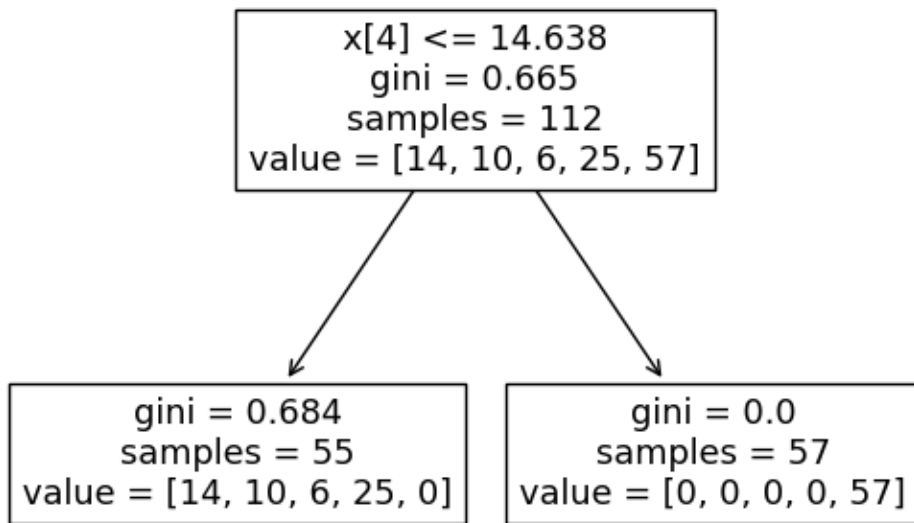 x[4] <= 14.638
gini = 0.665
samples = 112
value = [14, 10, 6, 25, 57]
gini = 0.684
samples = 55
value = [14, 10, 6, 25, 0]
gini = 0.0
samples = 57
value = [0, 0, 0, 0, 57]